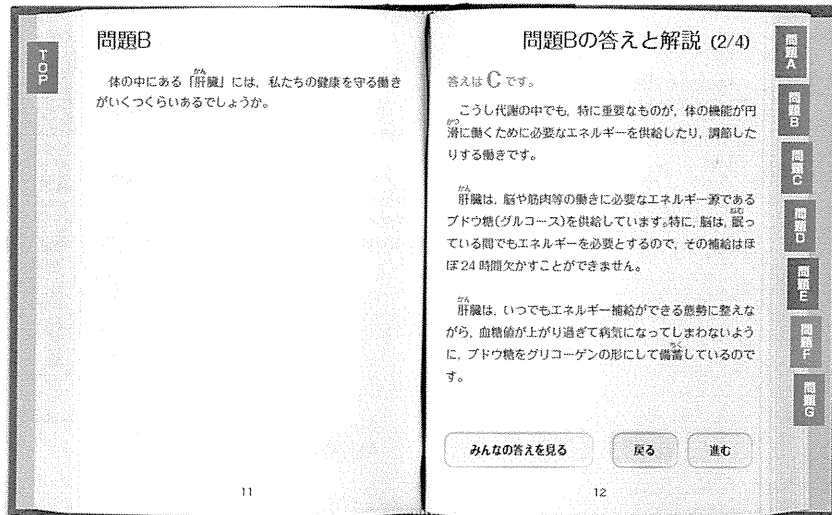 TOP
問題B
体の中にある「肝臓」には、私たちの健康を守る働き
がいくつくらいあるでしょうか。
11
問題Bの答えと解説 (2/4)
答えは C です。
こうし代謝の中でも，特に重要なものが，体の機能が円
滑に働くために必要なエネルギーを供給したり，調節した
りする働きです。
肝臓は，脳や筋肉等の働きに必要なエネルギー源である
ブドウ糖(グルコース)を供給しています。特に，脳は，眠っ
ている間でもエネルギーを必要とするので，その補給はほ
ぼ24時間欠かすことができません。
肝臓は，いつでもエネルギー補給ができる態勢に整えな
がら，血糖値が上がり過ぎて病気になってしまわないよう
に，ブドウ糖をグリコーゲンの形にして備蓄しているので
す。
みんなの答えを見る
戻る
進む
12
問題A
問題B
問題C
問題D
問題E
問題F
問題G